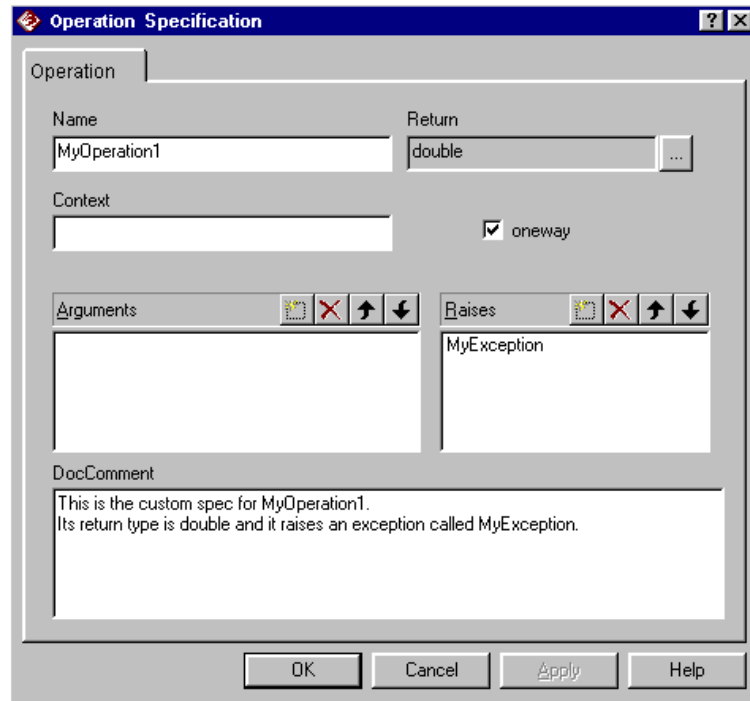 Operation Specification
Operation
Name
Return
MyOperation1
double
...
Context
oneway
Arguments
Raises
MyException
DocComment
This is the custom spec for MyOperation1.
Its return type is double and it raises an exception called MyException.
OK
Cancel
Apply
Help